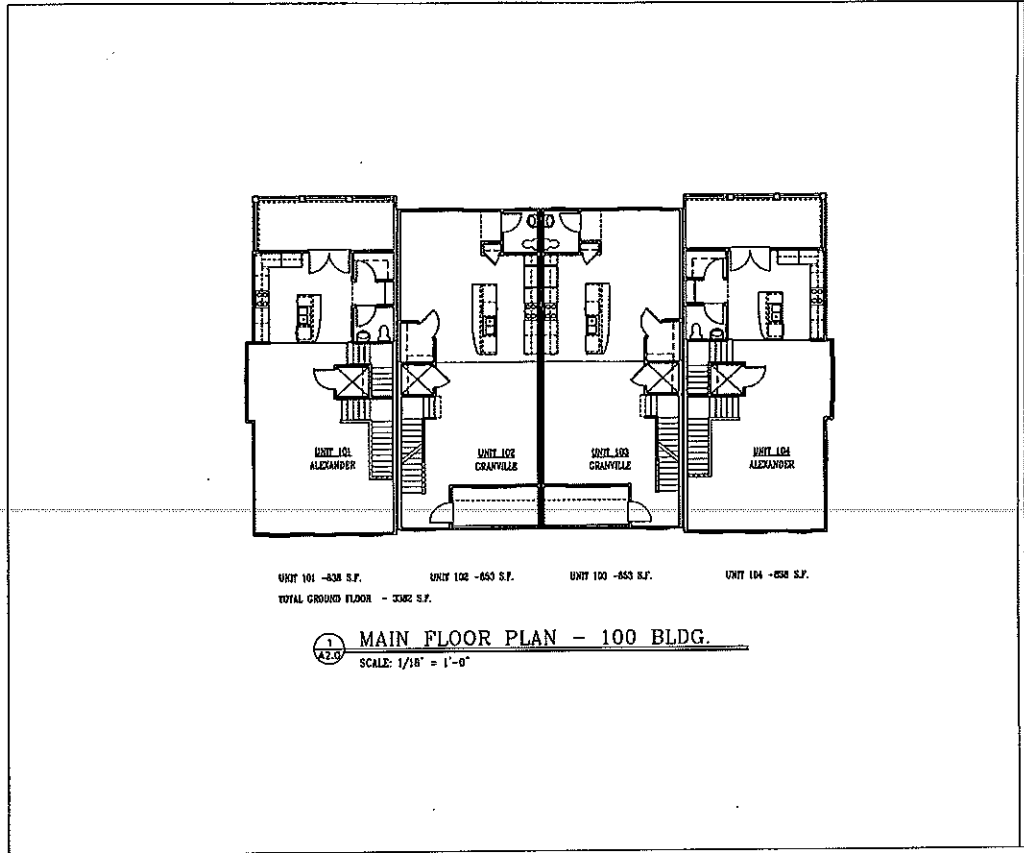 UNIT 101
ALEXANDER
UNIT 102
GRANVILLE
UNIT 103
GRANVILLE
UNIT 104
ALEXANDER
UNIT 101 -838 S.F. UNIT 102 -853 S.F. UNIT 103 -853 S.F. UNIT 104 -838 S.F.
TOTAL GROUND FLOOR - 3382 S.F.
1
A2.0
MAIN FLOOR PLAN - 100 BLDG.
SCALE: 1/16" = 1'-0"